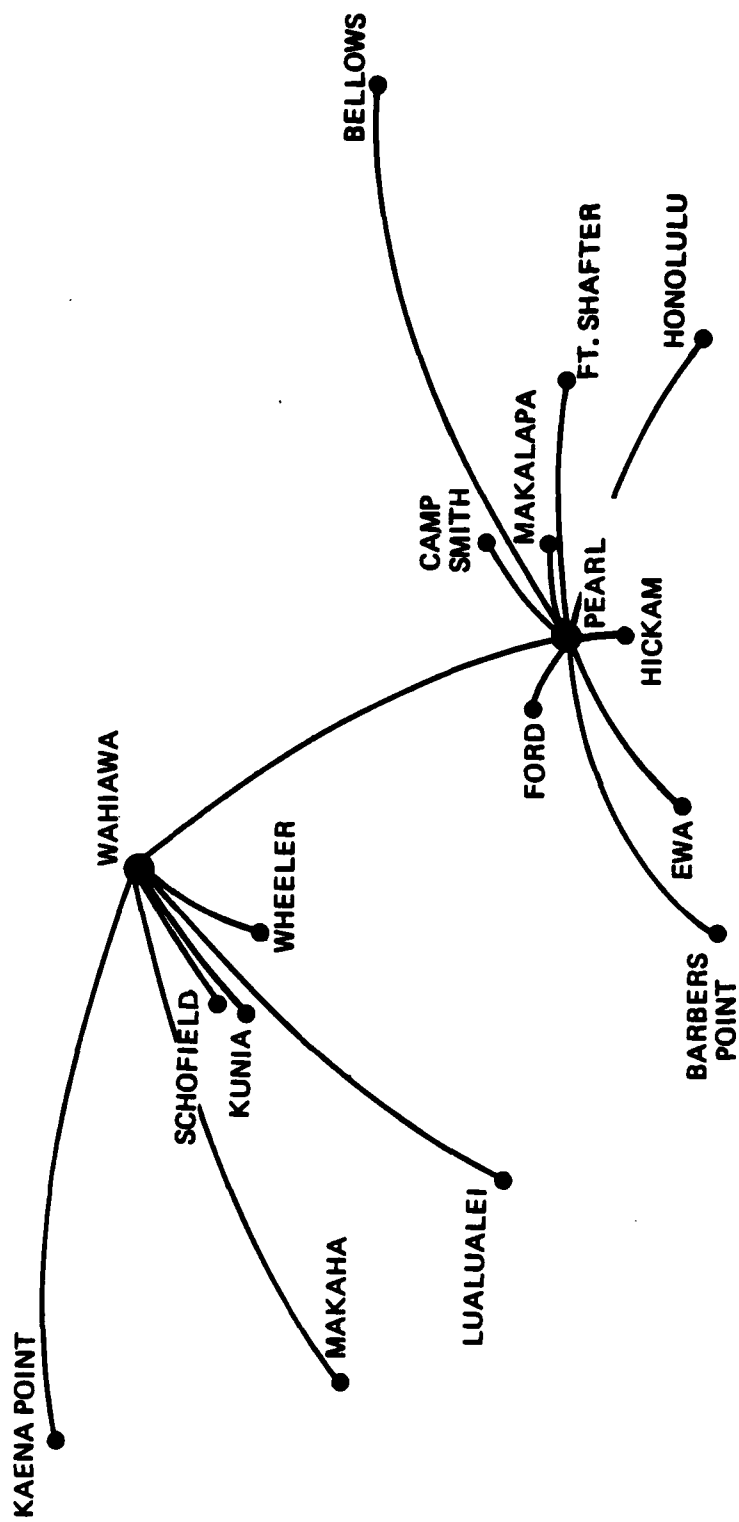 KAENA POINT
WAHIAWA
SCHOFIELD
KUNIA
WHEELER
MAKAHA
LUALUALEI
BELLOWS
CAMP
SMITH
MAKALAPA
FT. SHAFTER
FORD
PEARL
HICKAM
HONOLULU
EWA
BARBERS
POINT